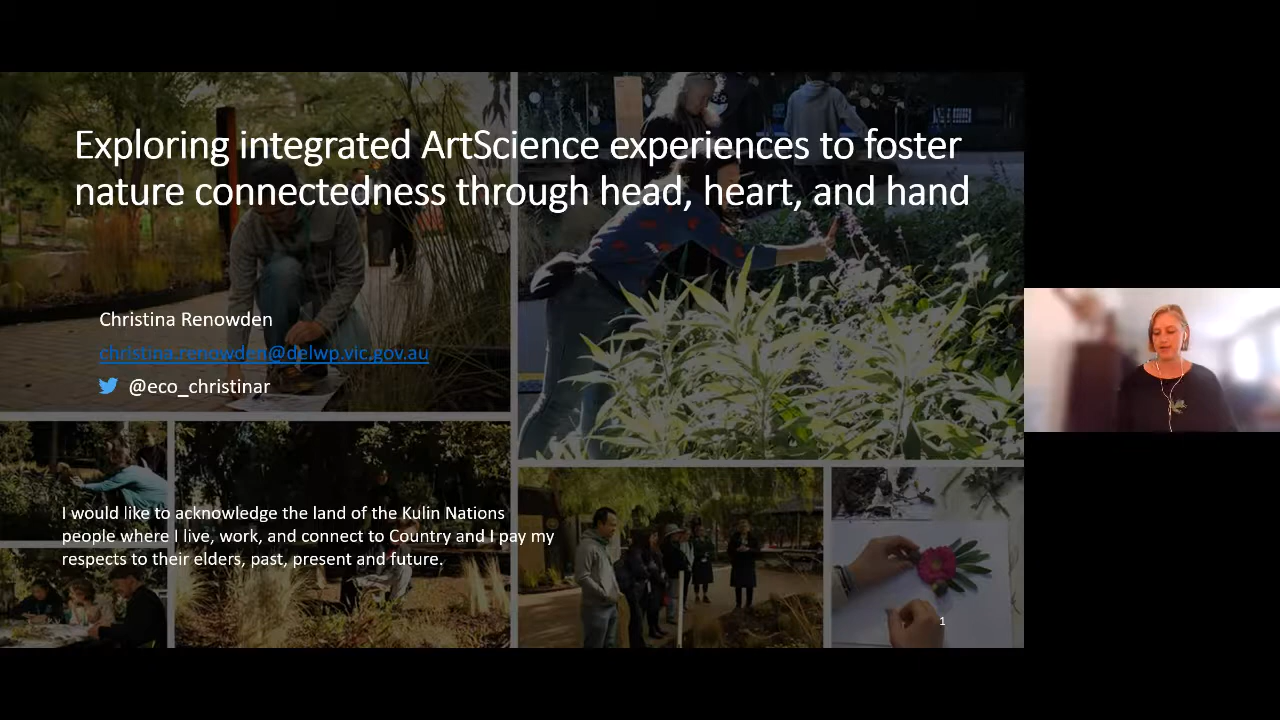 Exploring integrated ArtScience experiences to foster
nature connectedness through head, heart, and hand
Christina Renowden
christina.renowden@delwp.vic.gov.au
@eco_christinar
I would like to acknowledge the land of the Kulin Nations
people where I live, work, and connect to Country and I pay my
respects to their elders, past, present and future.
1